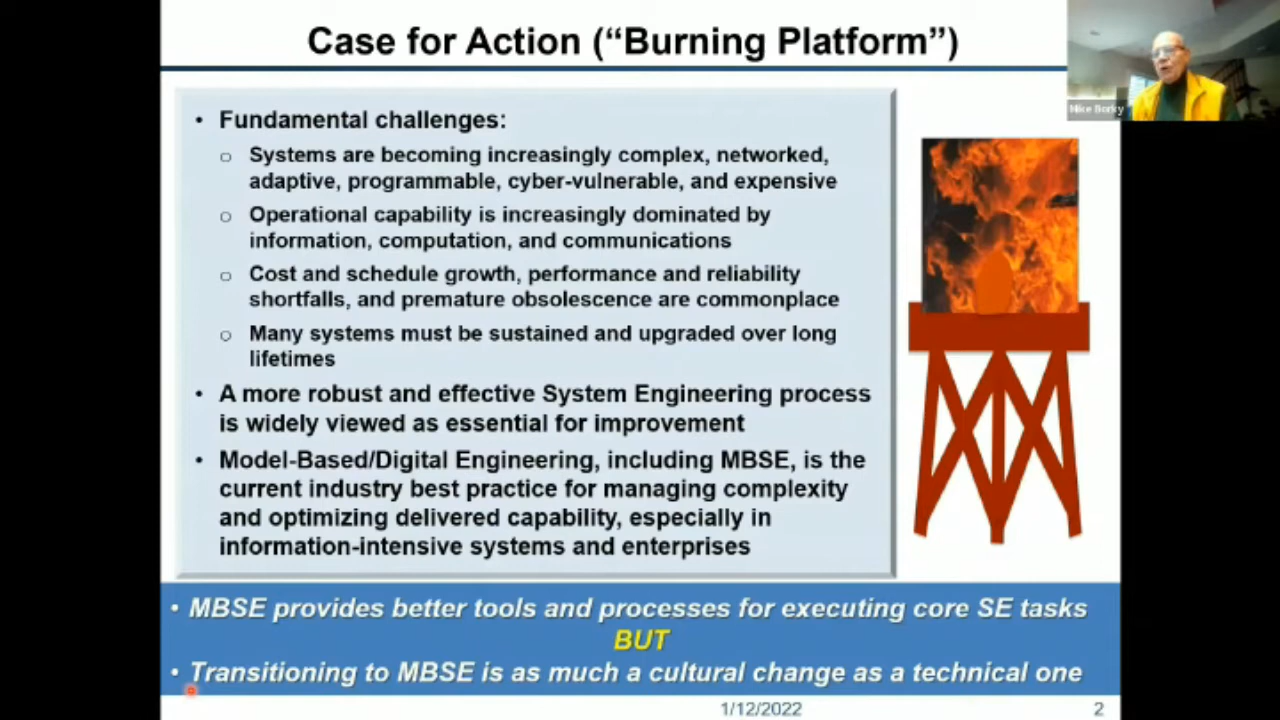 Case for Action (“Burning Platform”)
Mike Borky
• Fundamental challenges:
o Systems are becoming increasingly complex, networked,
adaptive, programmable, cyber-vulnerable, and expensive
o Operational capability is increasingly dominated by
information, computation, and communications
o Cost and schedule growth, performance and reliability
shortfalls, and premature obsolescence are commonplace
o Many systems must be sustained and upgraded over long
lifetimes
• A more robust and effective System Engineering process
is widely viewed as essential for improvement
• Model-Based/Digital Engineering, including MBSE, is the
current industry best practice for managing complexity
and optimizing delivered capability, especially in
information-intensive systems and enterprises
• MBSE provides better tools and processes for executing core SE tasks
BUT
• Transitioning to MBSE is as much a cultural change as a technical one
1/12/2022
2